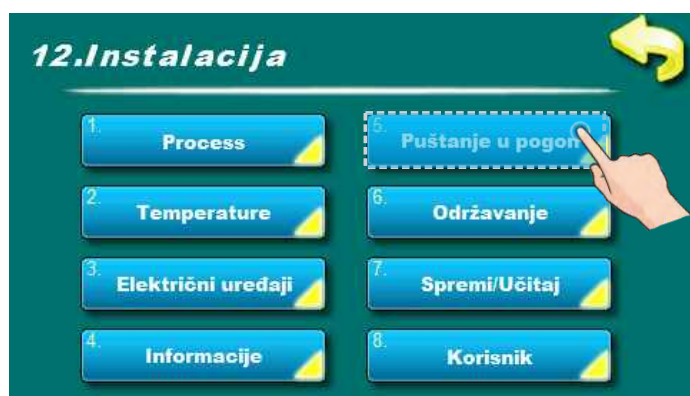 12.Instalacija
1.
Process
2.
Temperature
3.
Električni uređaji
4.
Informacije
5.
Puštanje u pogon
6.
Održavanje
7.
Spremi/Učitaj
8.
Korisnik